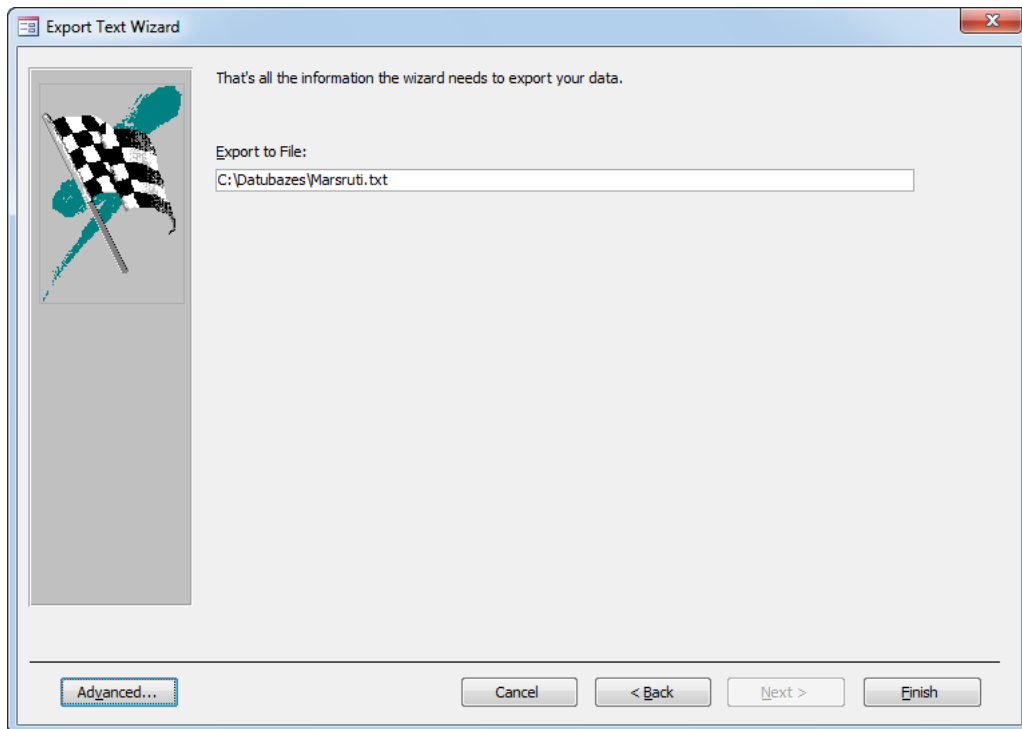 Export Text Wizard
That's all the information the wizard needs to export your data.
Export to File:
C:\Datubazes\Marsruti.txt
Advanced...
Cancel
< Back
Next >
Finish